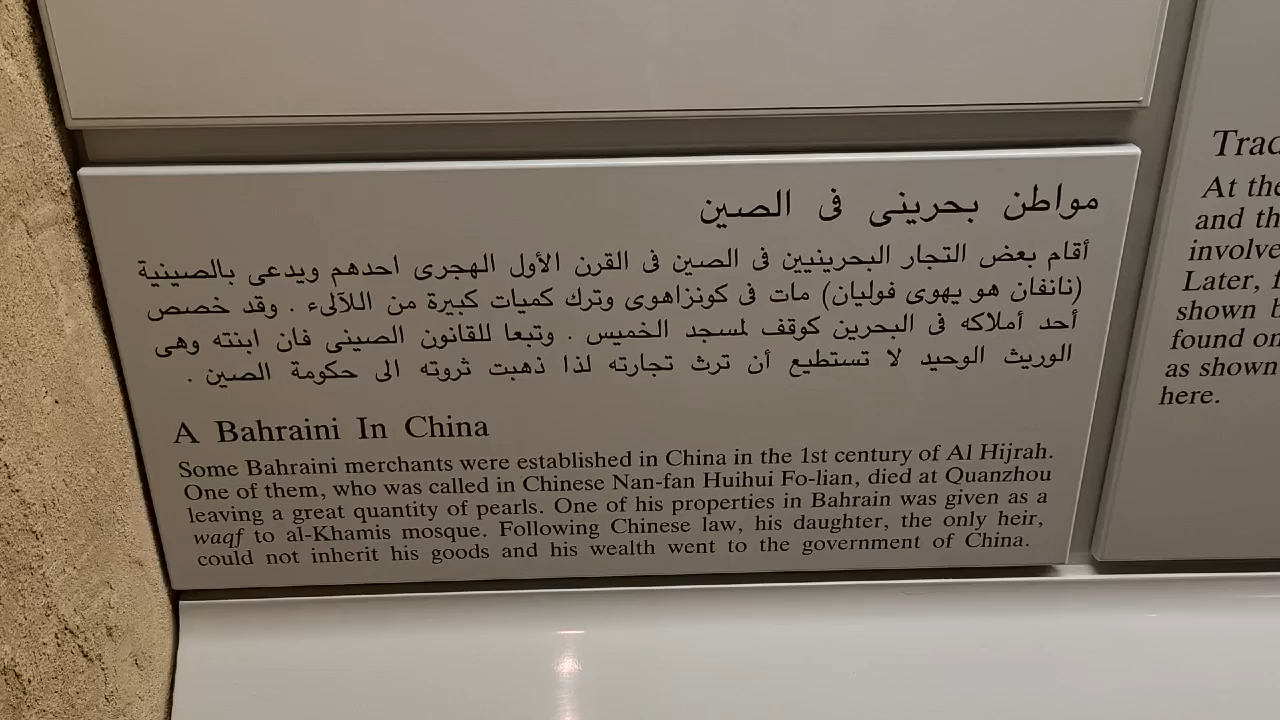 مواطن بحرينى فى الصين
أقام بعض التجار البحرينيين فى الصين فى القرن الأول الهجرى احدهم ويدعى بالصينية
(نانفان هو يهوى فوليان) مات فى كونزاهوى وترك كميات كبيرة من اللآلىء . وقد خصص
أحد أملاكه فى البحرين كوقف لمسجد الخميس . وتبعا للقانون الصينى فان ابنته وهى
الوريث الوحيد لا تستطيع أن ترث تجارته لذا ذهبت ثروته الى حكومة الصين .
A Bahraini In China
Some Bahraini merchants were established in China in the 1st century of Al Hijrah.
One of them, who was called in Chinese Nan-fan Huihui Fo-lian, died at Quanzhou
leaving a great quantity of pearls. One of his properties in Bahrain was given as a
waqf to al-Khamis mosque. Following Chinese law, his daughter, the only heir,
could not inherit his goods and his wealth went to the government of China.
At the
and th
involve
Later,
shown
found on
as shown
here.